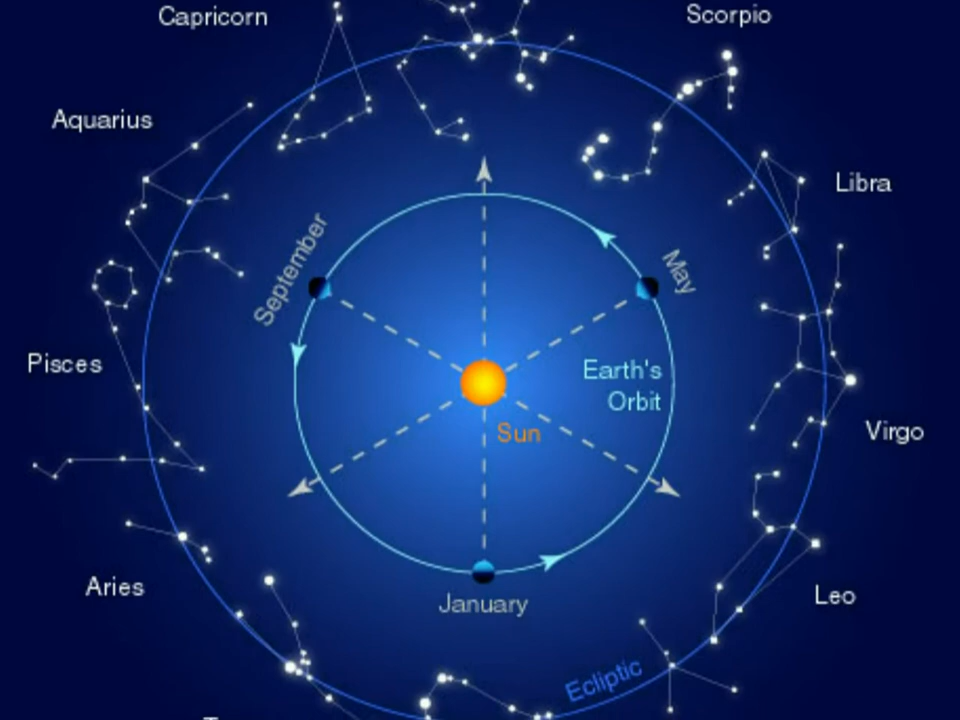 Capricorn
Scorpio
Aquarius
Libra
September
May
Pisces
Earth's
Orbit
Sun
Virgo
Aries
January
Leo
Ecliptic